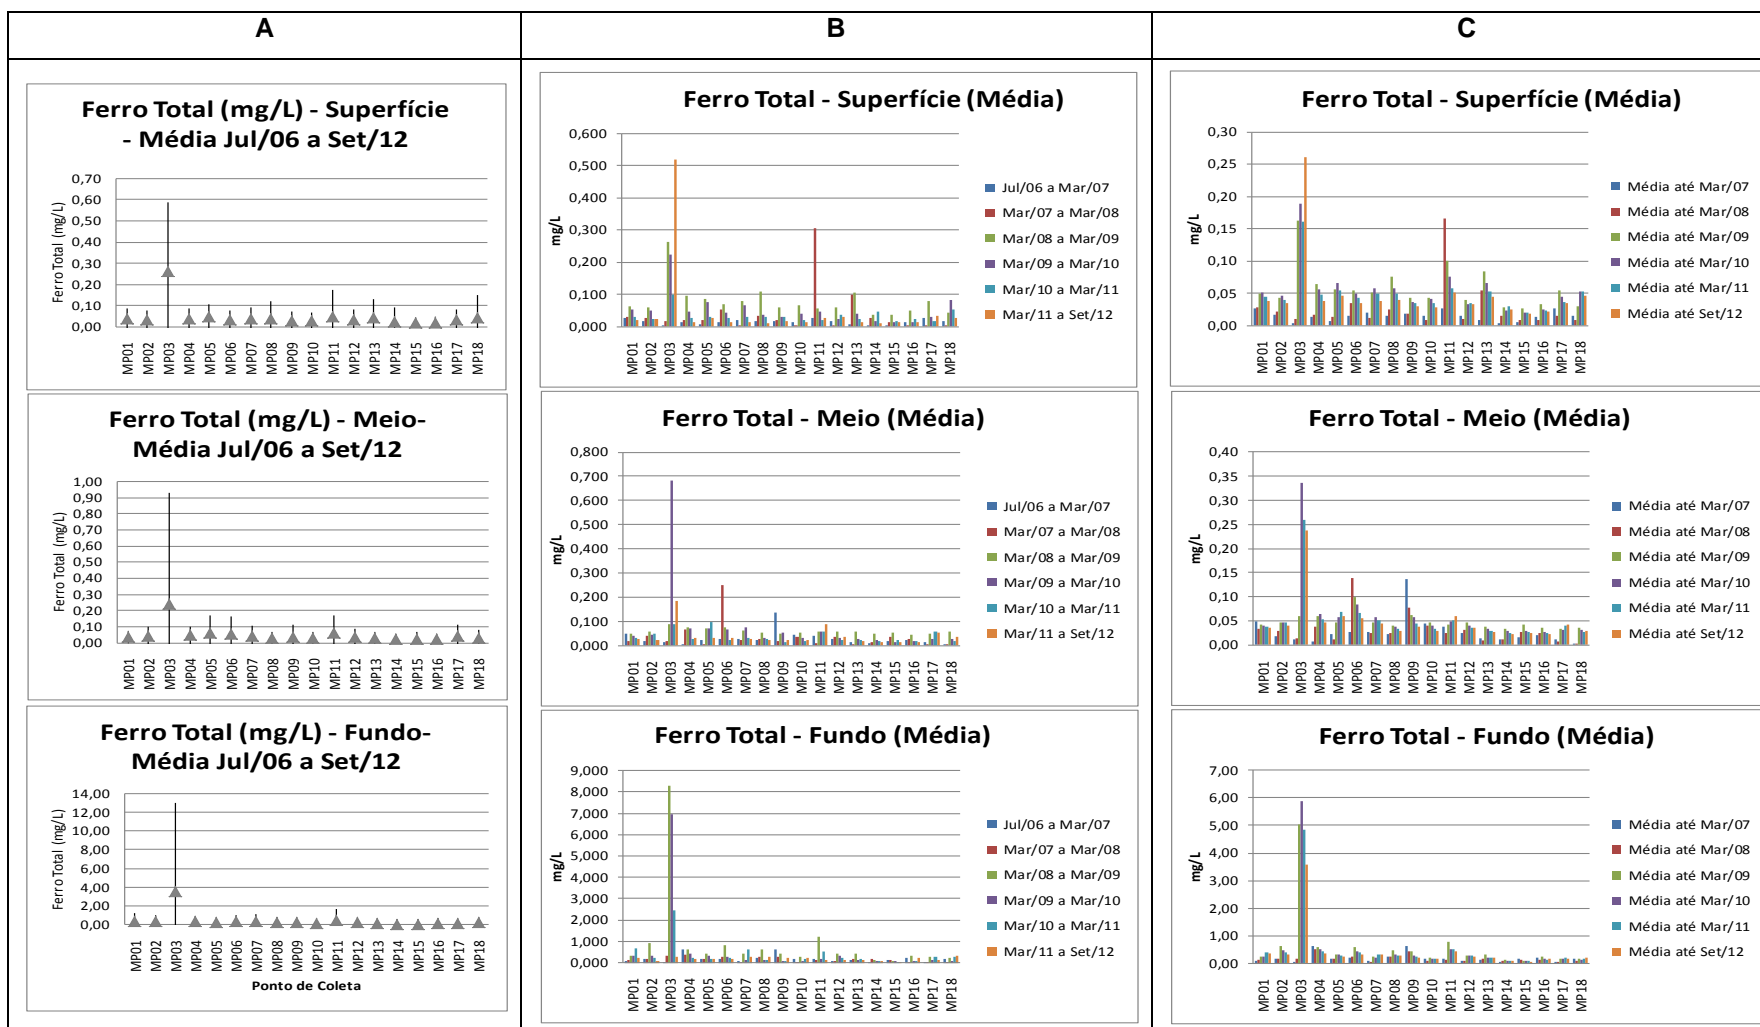 A
B
C
Ferro Total (mg/L) - Superfície
- Média Jul/06 a Set/12
Ferro Total (mg/L)
0,70
0,60
0,50
0,40
0,30
0,20
0,10
0,00
MP01 MP02 MP03 MP04 MP05 MP06 MP07 MP08 MP09 MP10 MP11 MP12 MP13 MP14 MP15 MP16 MP17 MP18
Ferro Total (mg/L) - Meio-
Média Jul/06 a Set/12
Ferro Total (mg/L)
1,00
0,90
0,80
0,70
0,60
0,50
0,40
0,30
0,20
0,10
0,00
MP01 MP02 MP03 MP04 MP05 MP06 MP07 MP08 MP09 MP10 MP11 MP12 MP13 MP14 MP15 MP16 MP17 MP18
Ferro Total (mg/L) - Fundo-
Média Jul/06 a Set/12
Ferro Total (mg/L)
14,00
12,00
10,00
8,00
6,00
4,00
2,00
0,00
MP01 MP02 MP03 MP04 MP05 MP06 MP07 MP08 MP09 MP10 MP11 MP12 MP13 MP14 MP15 MP16 MP17 MP18
Ponto de Coleta
Ferro Total - Superfície (Média)
mg/L
0,600
0,500
0,400
0,300
0,200
0,100
0,000
MP01 MP02 MP03 MP04 MP05 MP06 MP07 MP08 MP09 MP10 MP11 MP12 MP13 MP14 MP15 MP16 MP17 MP18
Jul/06 a Mar/07
Mar/07 a Mar/08
Mar/08 a Mar/09
Mar/09 a Mar/10
Mar/10 a Mar/11
Mar/11 a Set/12
Ferro Total - Meio (Média)
mg/L
0,800
0,700
0,600
0,500
0,400
0,300
0,200
0,100
0,000
MP01 MP02 MP03 MP04 MP05 MP06 MP07 MP08 MP09 MP10 MP11 MP12 MP13 MP14 MP15 MP16 MP17 MP18
Jul/06 a Mar/07
Mar/07 a Mar/08
Mar/08 a Mar/09
Mar/09 a Mar/10
Mar/10 a Mar/11
Mar/11 a Set/12
Ferro Total - Fundo (Média)
mg/L
9,000
8,000
7,000
6,000
5,000
4,000
3,000
2,000
1,000
0,000
MP01 MP02 MP03 MP04 MP05 MP06 MP07 MP08 MP09 MP10 MP11 MP12 MP13 MP14 MP15 MP16 MP17 MP18
Jul/06 a Mar/07
Mar/07 a Mar/08
Mar/08 a Mar/09
Mar/09 a Mar/10
Mar/10 a Mar/11
Mar/11 a Set/12
Ferro Total - Superfície (Média)
mg/L
0,30
0,25
0,20
0,15
0,10
0,05
0,00
MP01 MP02 MP03 MP04 MP05 MP06 MP07 MP08 MP09 MP10 MP11 MP12 MP13 MP14 MP15 MP16 MP17 MP18
Média até Mar/07
Média até Mar/08
Média até Mar/09
Média até Mar/10
Média até Mar/11
Média até Set/12
Ferro Total - Meio (Média)
mg/L
0,40
0,35
0,30
0,25
0,20
0,15
0,10
0,05
0,00
MP01 MP02 MP03 MP04 MP05 MP06 MP07 MP08 MP09 MP10 MP11 MP12 MP13 MP14 MP15 MP16 MP17 MP18
Média até Mar/07
Média até Mar/08
Média até Mar/09
Média até Mar/10
Média até Mar/11
Média até Set/12
Ferro Total - Fundo (Média)
mg/L
7,00
6,00
5,00
4,00
3,00
2,00
1,00
0,00
MP01 MP02 MP03 MP04 MP05 MP06 MP07 MP08 MP09 MP10 MP11 MP12 MP13 MP14 MP15 MP16 MP17 MP18
Média até Mar/07
Média até Mar/08
Média até Mar/09
Média até Mar/10
Média até Mar/11
Média até Set/12